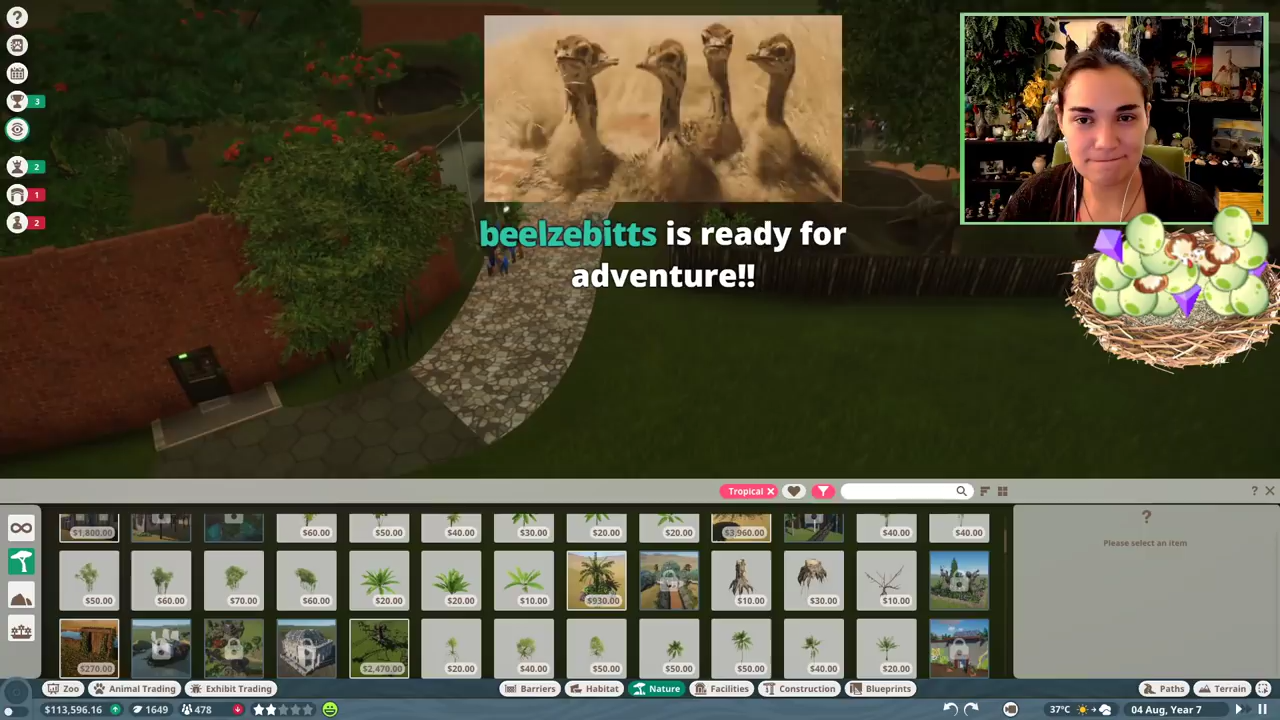 ?
3
2
1
2
beelzebitts is ready for
adventure!!
Tropical ×
? ×
$1,800.00
$60.00
$50.00
$40.00
$30.00
$20.00
$20.00
$3,960.00
$40.00
$40.00
?
Please select an item
$50.00
$60.00
$70.00
$60.00
$20.00
$20.00
$10.00
$930.00
$10.00
$30.00
$10.00
$270.00
$2,470.00
$20.00
$40.00
$50.00
$50.00
$50.00
$40.00
$20.00
Zoo
Animal Trading
Exhibit Trading
Barriers
Habitat
Nature
Facilities
Construction
Blueprints
Paths
Terrain
$113,596.16
1649
478
37°C
04 Aug, Year 7